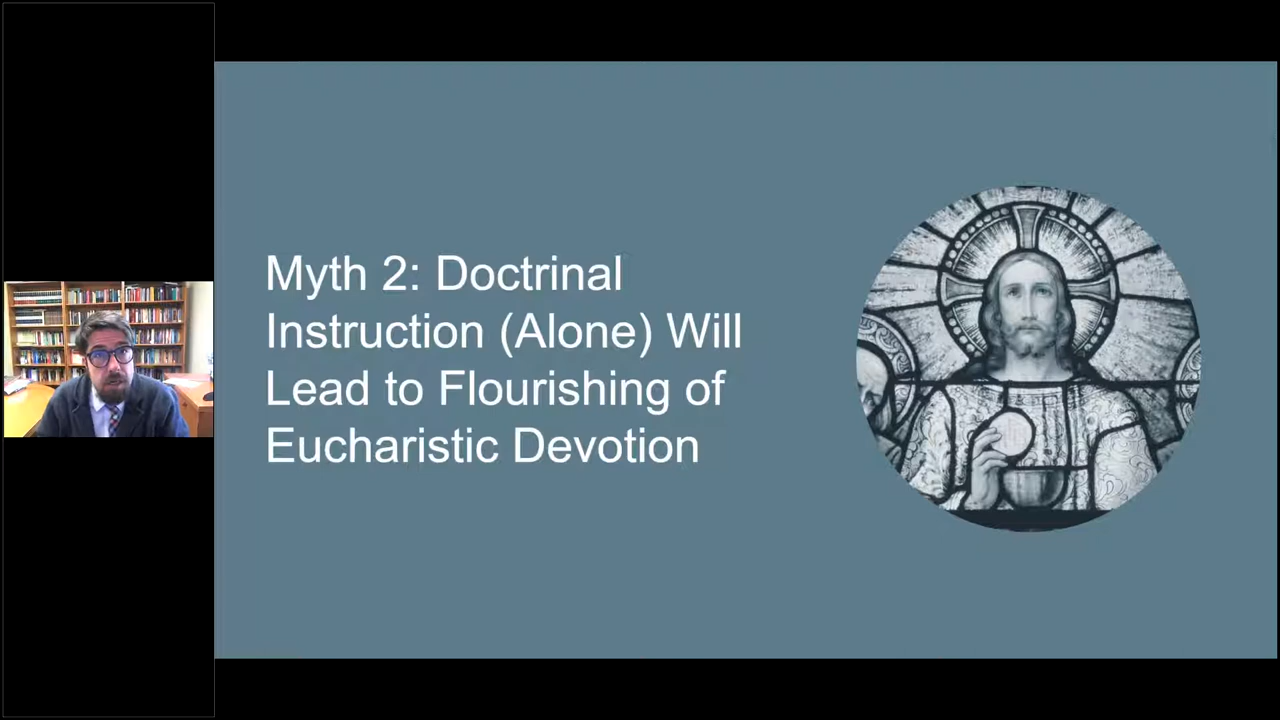 Myth 2: Doctrinal
Instruction (Alone) Will
Lead to Flourishing of
Eucharistic Devotion